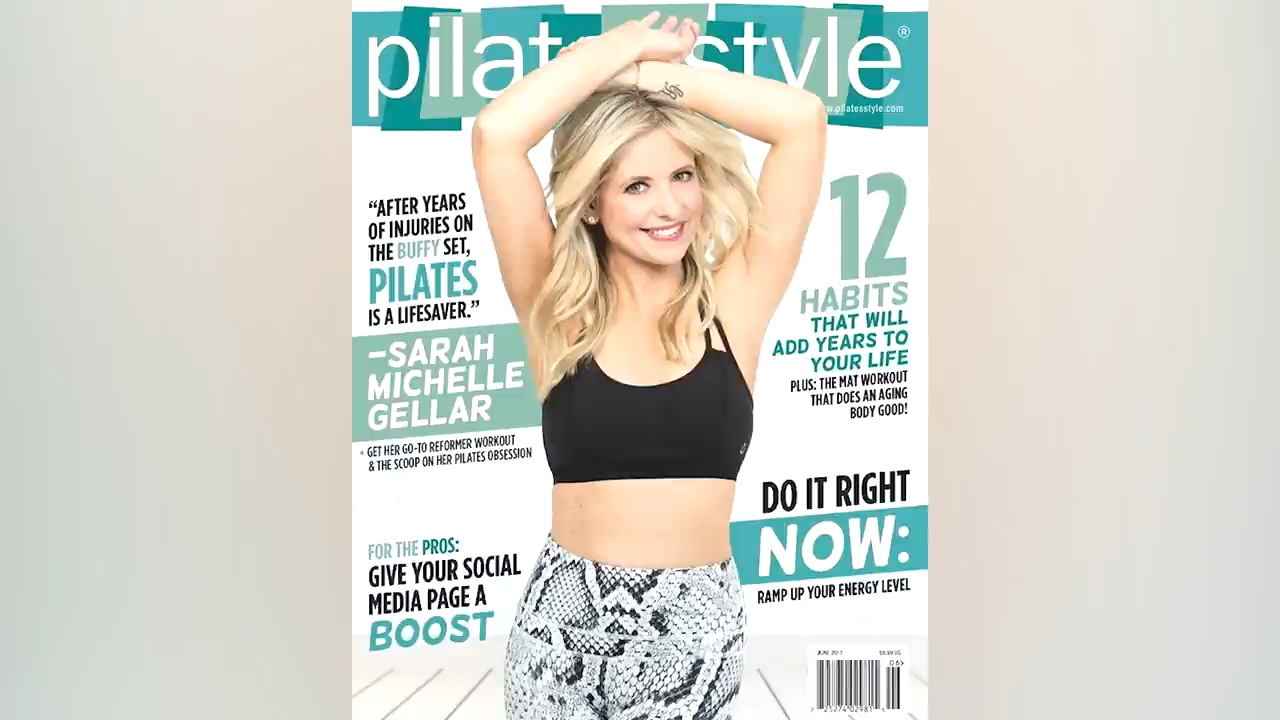 pilatesstyle®
www.pilatesstyle.com
“AFTER YEARS
OF INJURIES ON
THE BUFFY SET,
PILATES
IS A LIFESAVER.”
–SARAH
MICHELLE
GELLAR
+ GET HER GO-TO REFORMER WORKOUT
& THE SCOOP ON HER PILATES OBSESSION
FOR THE PROS:
GIVE YOUR SOCIAL
MEDIA PAGE A
BOOST
12
HABITS
THAT WILL
ADD YEARS TO
YOUR LIFE
PLUS: THE MAT WORKOUT
THAT DOES AN AGING
BODY GOOD!
DO IT RIGHT
NOW:
RAMP UP YOUR ENERGY LEVEL
JUNE 2017 $5.99 US
06>